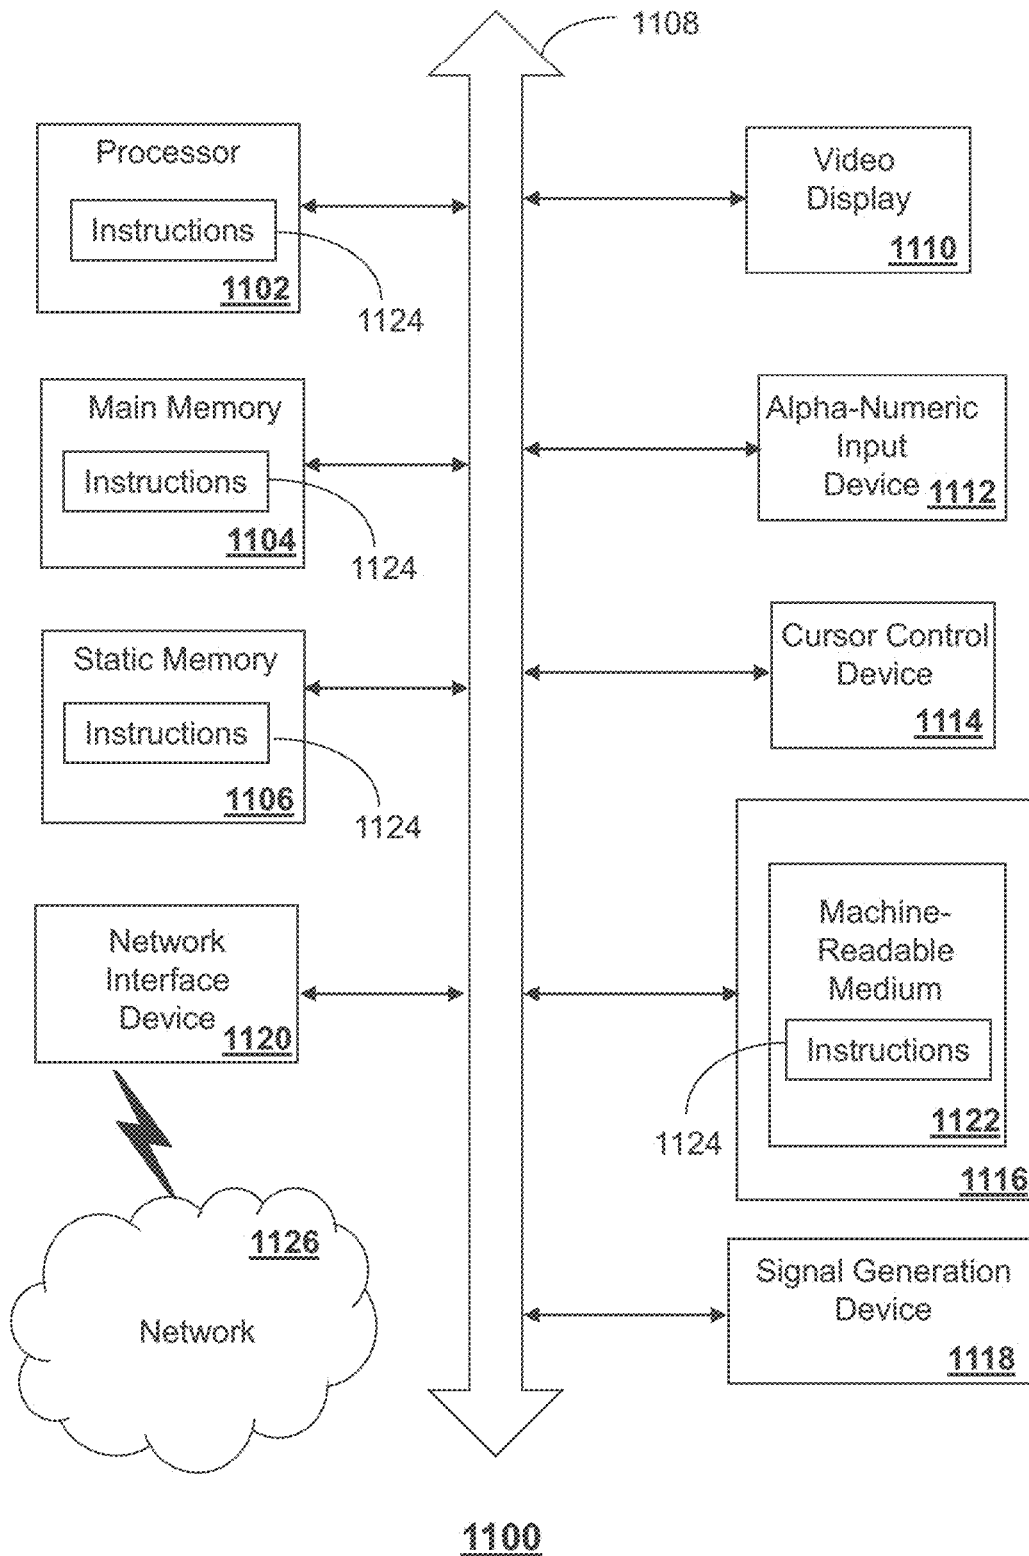 1108
Processor
Instructions
1102
1124
Main Memory
Instructions
1104
1124
Static Memory
Instructions
1106
1124
Network
Interface
Device
1120
1126
Network
Video
Display
1110
Alpha-Numeric
Input
Device
1112
Cursor Control
Device
1114
Machine-
Readable
Medium
Instructions
1122
1124
1116
Signal Generation
Device
1118
1100